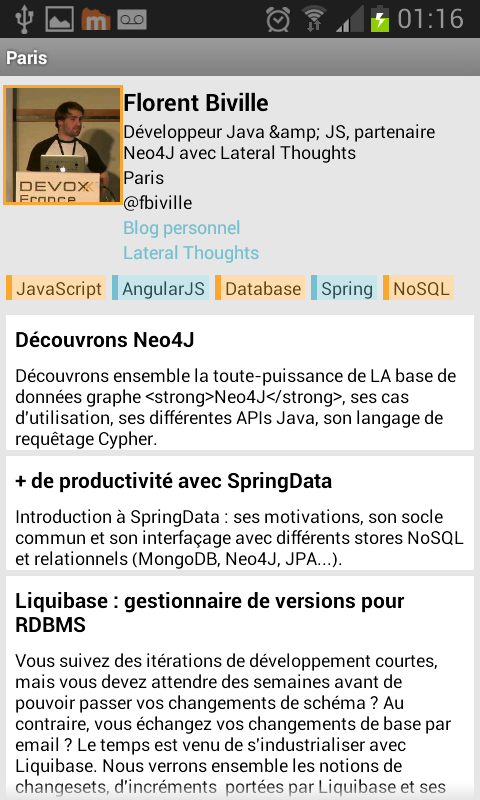 01:16
Paris
Florent Biville
Développeur Java &amp; JS, partenaire
Neo4J avec Lateral Thoughts
Paris
@fbiville
Blog personnel
Lateral Thoughts
DEVOXX
France
JavaScript AngularJS Database Spring NoSQL
Découvrons Neo4J
Découvrons ensemble la toute-puissance de LA base de
données graphe <strong>Neo4J</strong>, ses cas
d'utilisation, ses différentes APIs Java, son langage de
requêtage Cypher.
+ de productivité avec SpringData
Introduction à SpringData : ses motivations, son socle
commun et son interfaçage avec différents stores NoSQL
et relationnels (MongoDB, Neo4J, JPA...).
Liquibase : gestionnaire de versions pour
RDBMS
Vous suivez des itérations de développement courtes,
mais vous devez attendre des semaines avant de
pouvoir passer vos changements de schéma ? Au
contraire, vous échangez vos changements de base par
email ? Le temps est venu de s'industrialiser avec
Liquibase. Nous verrons ensemble les notions de
changesets, d'incréments  portées par Liquibase et ses